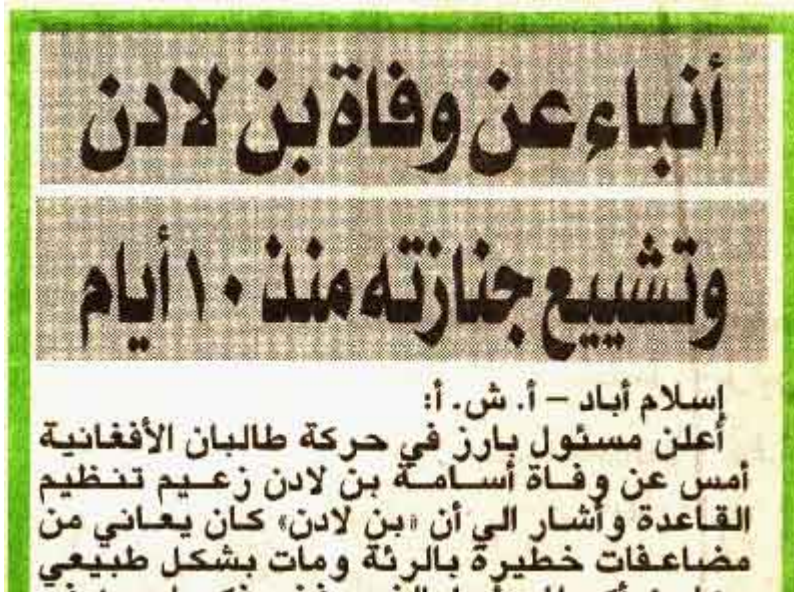 أنباء عن وفاة بن لادن
وتشييع جنازته منذ ١٠ أيام
إسلام أباد – أ. ش. أ:
أعلن مسئول بارز في حركة طالبان الأفغانية
أمس عن وفاة أسامة بن لادن زعيم تنظيم
القاعدة وأشار الي أن «بن لادن» كان يعاني من
مضاعفات خطيرة بالرئة ومات بشكل طبيعي